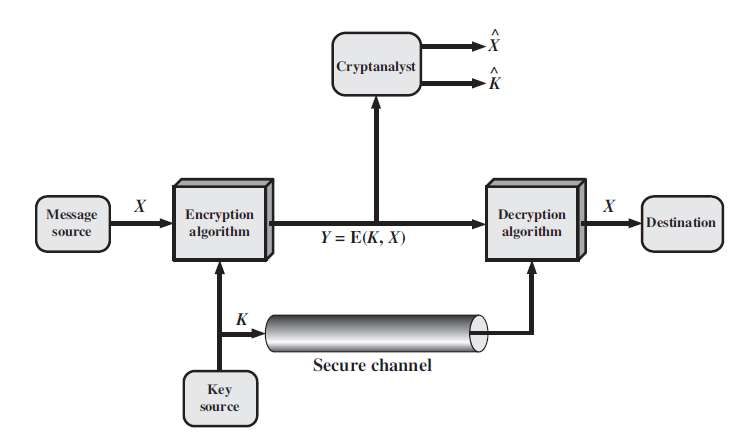 X̂
Cryptanalyst
K̂
Message
source
X
Encryption
algorithm
Y = E(K, X)
Decryption
algorithm
X
Destination
K
Secure channel
Key
source